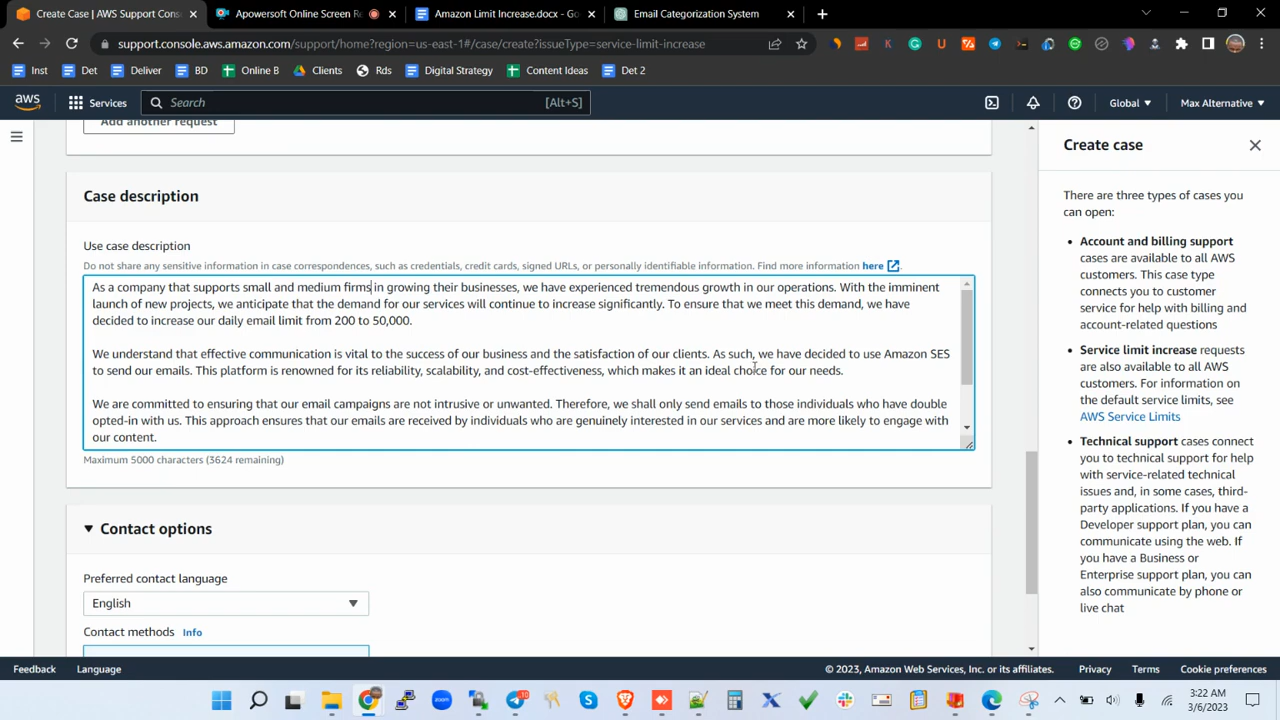 Create Case | AWS Support Cons
Apowersoft Online Screen Re
Amazon Limit Increase.docx - Go
Email Categorization System
support.console.aws.amazon.com/support/home?region=us-east-1#/case/create?issueType=service-limit-increase
Inst
Det
Deliver
BD
Online B
Clients
Rds
Digital Strategy
Content Ideas
Det 2
aws
Services
Search
[Alt+S]
Global
Max Alternative
Add another request
Case description
Use case description
Do not share any sensitive information in case correspondences, such as credentials, credit cards, signed URLs, or personally identifiable information. Find more information here.
As a company that supports small and medium firms in growing their businesses, we have experienced tremendous growth in our operations. With the imminent
launch of new projects, we anticipate that the demand for our services will continue to increase significantly. To ensure that we meet this demand, we have
decided to increase our daily email limit from 200 to 50,000.
We understand that effective communication is vital to the success of our business and the satisfaction of our clients. As such, we have decided to use Amazon SES
to send our emails. This platform is renowned for its reliability, scalability, and cost-effectiveness, which makes it an ideal choice for our needs.
We are committed to ensuring that our email campaigns are not intrusive or unwanted. Therefore, we shall only send emails to those individuals who have double
opted-in with us. This approach ensures that our emails are received by individuals who are genuinely interested in our services and are more likely to engage with
our content.
Maximum 5000 characters (3624 remaining)
Contact options
Preferred contact language
English
Contact methods Info
Create case
There are three types of cases you
can open:
• Account and billing support
cases are available to all AWS
customers. This case type
connects you to customer
service for help with billing and
account-related questions
• Service limit increase requests
are also available to all AWS
customers. For information on
the default service limits, see
AWS Service Limits
• Technical support cases connect
you to technical support for
help with service-related technical
issues and, in some cases, third-
party applications. If you have a
Developer support plan, you can
communicate using the web. If
you have a Business or
Enterprise support plan, you can
also communicate by phone or
live chat
Feedback
Language
© 2023, Amazon Web Services, Inc. or its affiliates.
Privacy
Terms
Cookie preferences
zoom
3:22 AM
3/6/2023